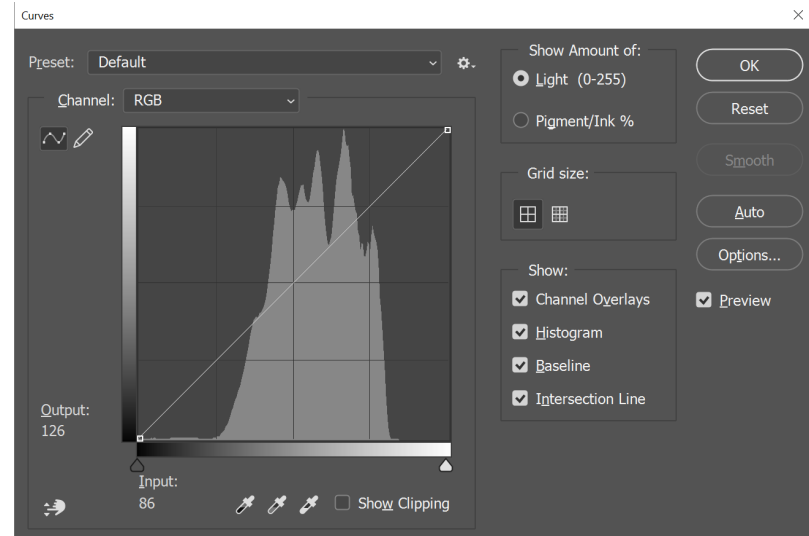 Curves
Preset: Default
Channel: RGB
Output:
126
Input:
86
Show Clipping
Show Amount of:
Light (0-255)
Pigment/Ink %
Grid size:
Show:
Channel Overlays
Histogram
Baseline
Intersection Line
OK
Reset
Smooth
Auto
Options...
Preview